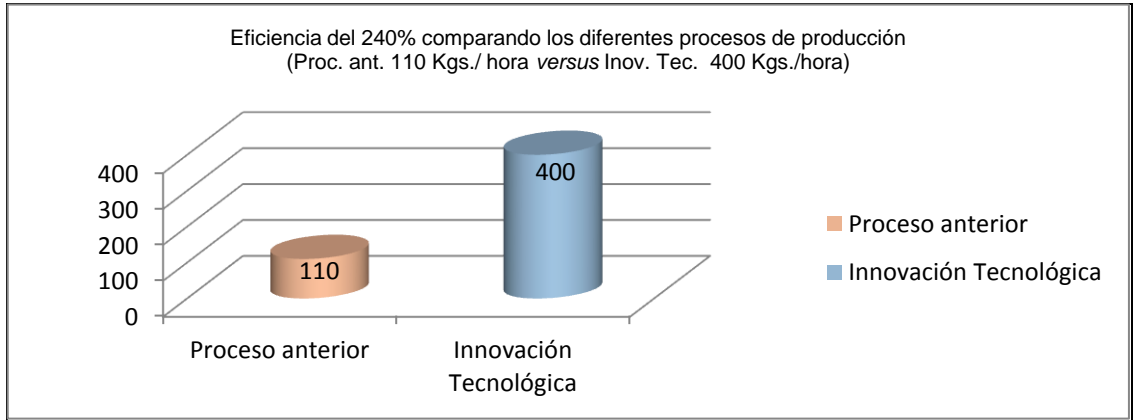 Eficiencia del 240% comparando los diferentes procesos de producción
(Proc. ant. 110 Kgs./ hora versus Inov. Tec.  400 Kgs./hora)
400
300
200
100
0
110
400
Proceso anterior
Innovación
Tecnológica
Proceso anterior
Innovación Tecnológica